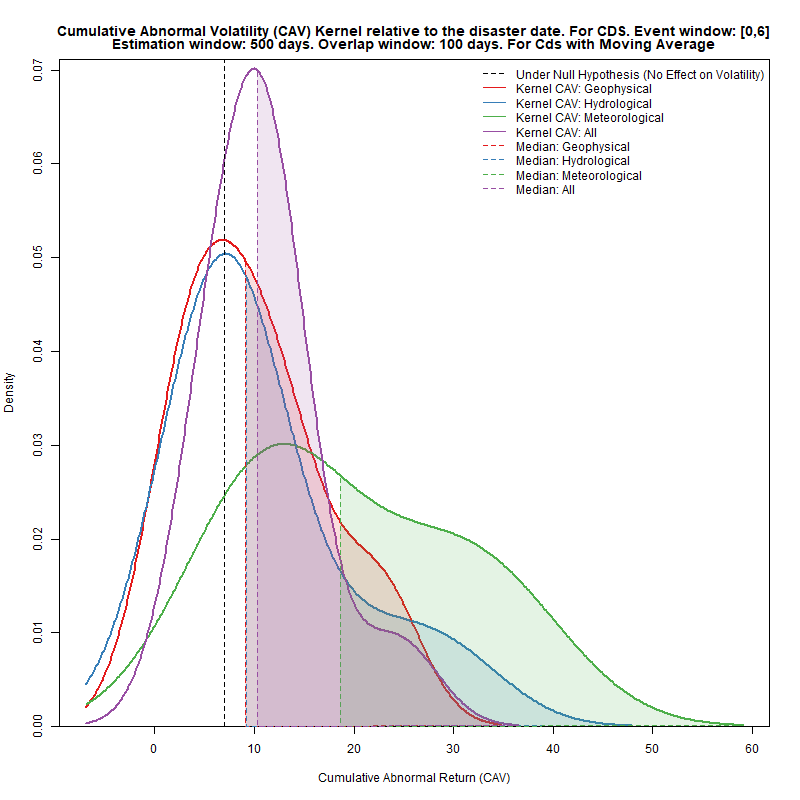 Cumulative Abnormal Volatility (CAV) Kernel relative to the disaster date. For CDS. Event window: [0,6]
Estimation window: 500 days. Overlap window: 100 days. For Cds with Moving Average
Under Null Hypothesis (No Effect on Volatility)
Kernel CAV: Geophysical
Kernel CAV: Hydrological
Kernel CAV: Meteorological
Kernel CAV: All
Median: Geophysical
Median: Hydrological
Median: Meteorological
Median: All
0.07
0.06
0.05
0.04
0.03
0.02
0.01
0.00
Density
0 10 20 30 40 50 60
Cumulative Abnormal Return (CAV)